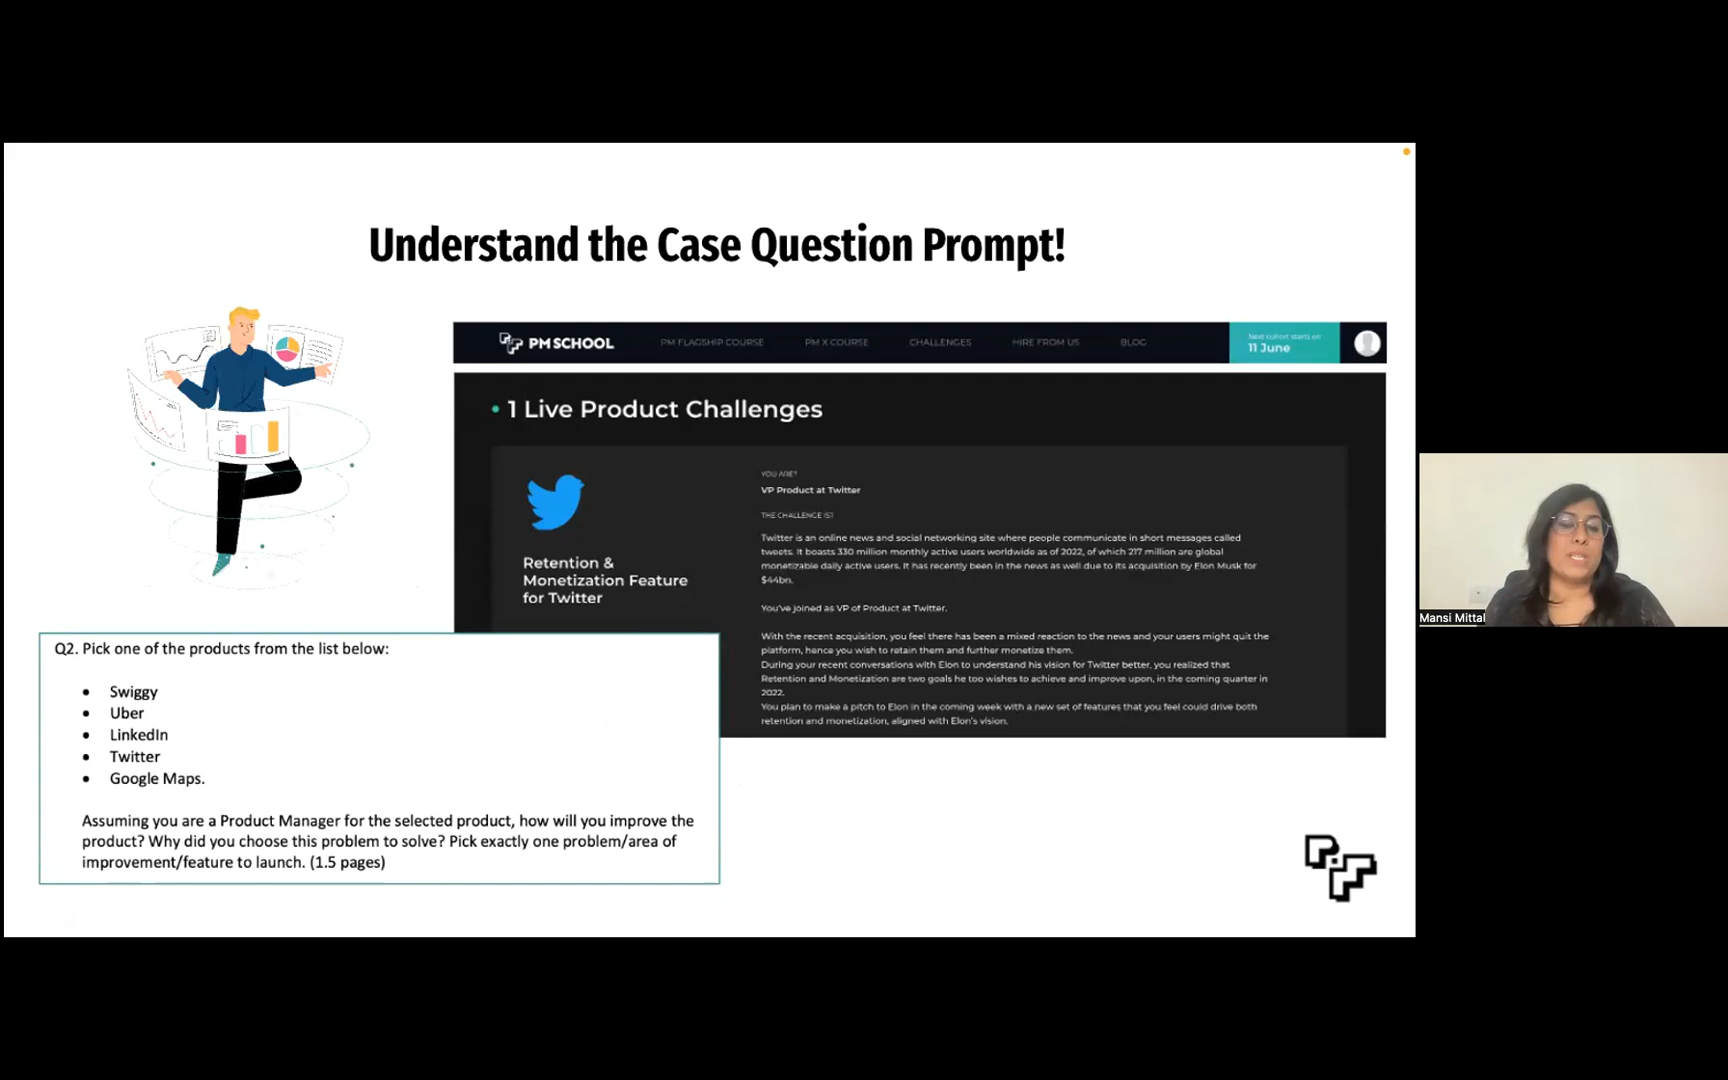 Understand the Case Question Prompt!
PM SCHOOL
PM FLAGSHIP COURSE
PM X COURSE
CHALLENGES
HIRE FROM US
BLOG
Next cohort starts on
11 June
1 Live Product Challenges
Retention &
Monetization Feature
for Twitter
YOU ARE?
VP Product at Twitter
THE CHALLENGE IS?
Twitter is an online news and social networking site where people communicate in short messages called
tweets. It boasts 330 million monthly active users worldwide as of 2022, of which 217 million are global
monetizable daily active users. It has recently been in the news as well due to its acquisition by Elon Musk for
$44bn.
You've joined as VP of Product at Twitter.
With the recent acquisition, you feel there has been a mixed reaction to the news and your users might quit the
platform, hence you wish to retain them and further monetize them.
During your recent conversations with Elon to understand his vision for Twitter better, you realized that
Retention and Monetization are two goals he too wishes to achieve and improve upon, in the coming quarter in
2022.
You plan to make a pitch to Elon in the coming week with a new set of features that you feel could drive both
retention and monetization, aligned with Elon's vision.
Q2. Pick one of the products from the list below:
• Swiggy
• Uber
• LinkedIn
• Twitter
• Google Maps.
Assuming you are a Product Manager for the selected product, how will you improve the
product? Why did you choose this problem to solve? Pick exactly one problem/area of
improvement/feature to launch. (1.5 pages)
Mansi Mittal